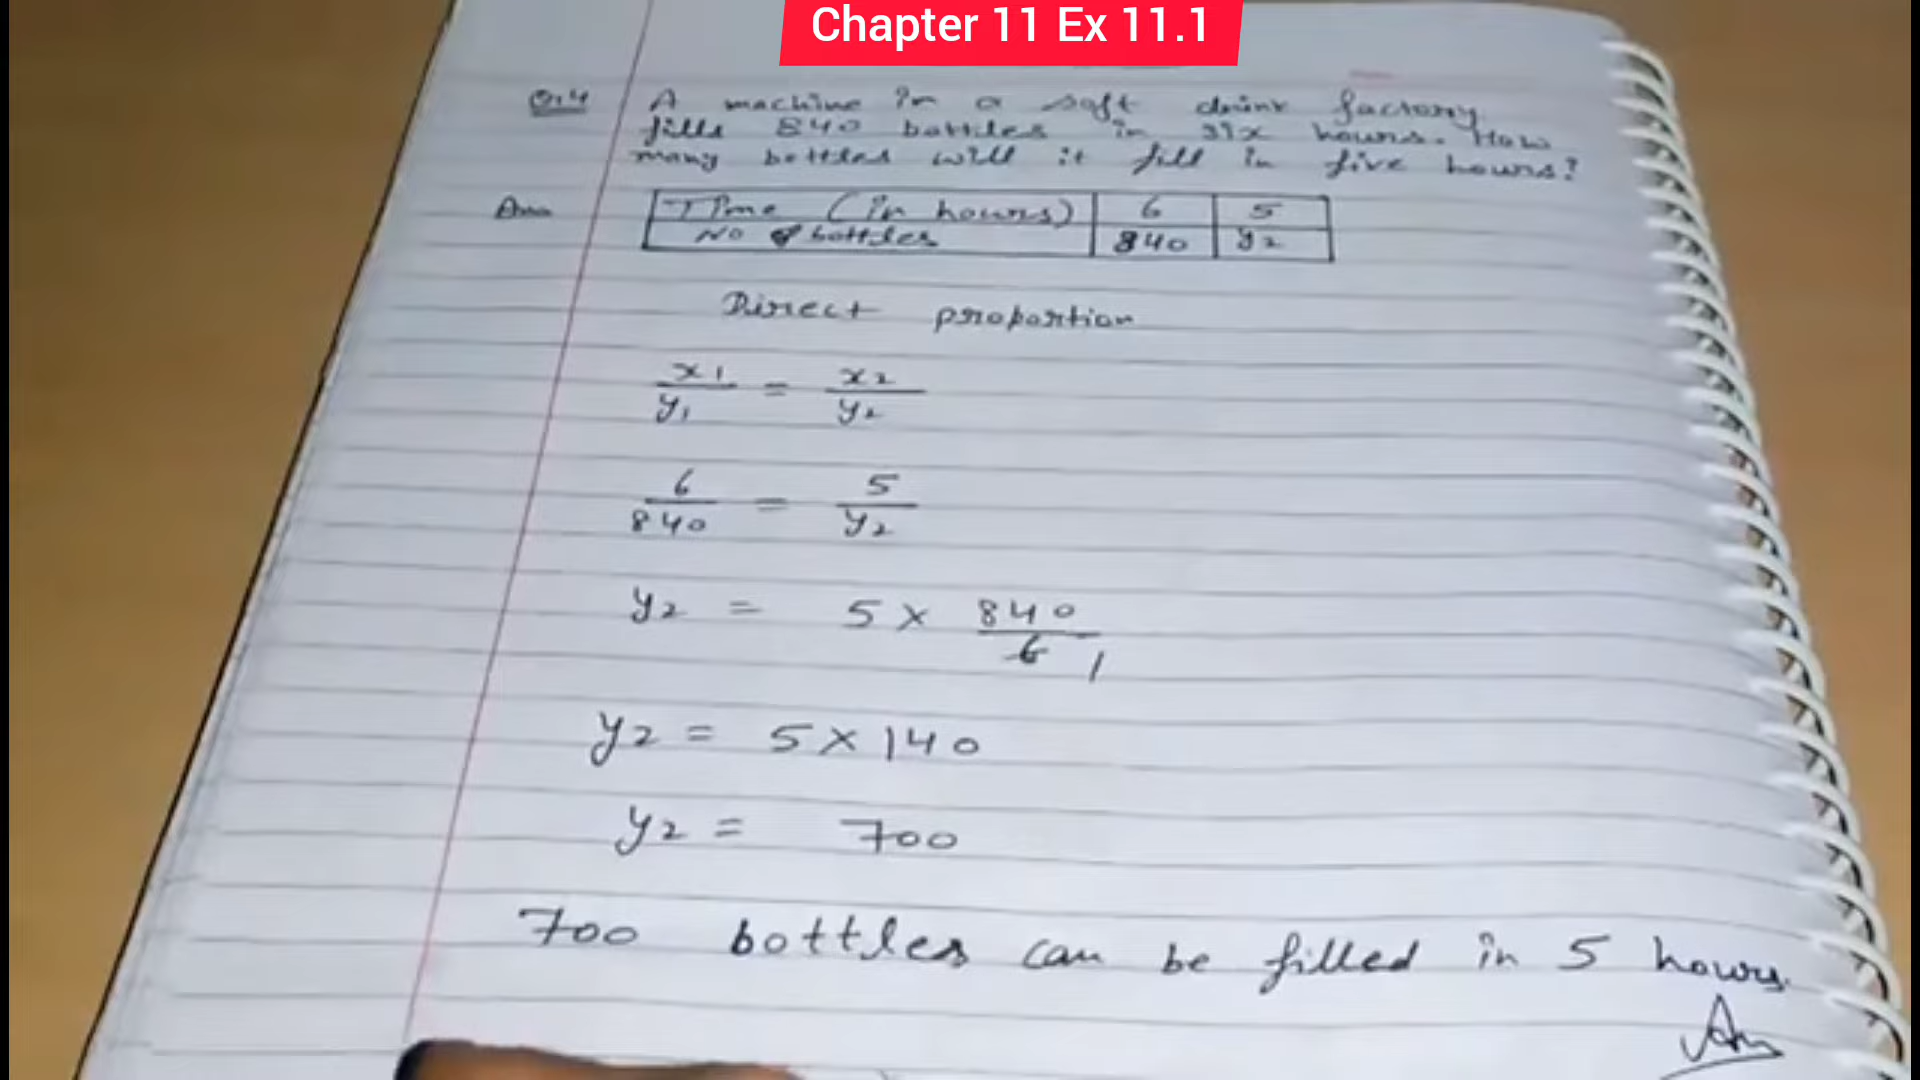 Chapter 11 Ex 11.1
Q.4 A machine in a soft drink factory
fills 840 bottles in six hours. How
many bottles will it fill in five hours?
Ans Time (in hours) 6 5
No of bottles 840 y2
Direct proportion
x1/y1 = x2/y2
6/840 = 5/y2
y2 = 5 × 840/6 1
y2 = 5 × 140
y2 = 700
700 bottles can be filled in 5 hours.
An